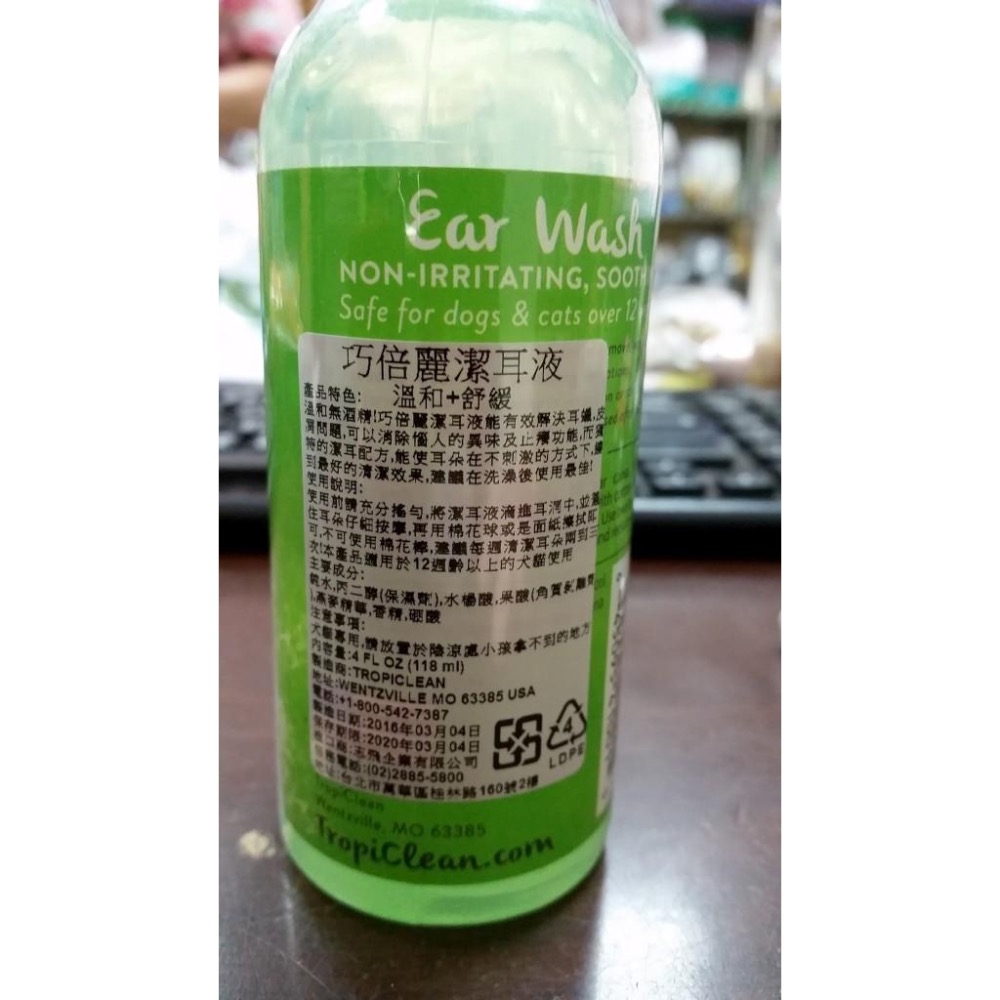 Ear Wash
NON-IRRITATING, SOOTH
Safe for dogs & cats over 12
巧倍麗潔耳液
產品特色: 溫和+舒緩
溫和無酒精!巧倍麗潔耳液能有效解決耳蟎,皮
屑問題,可以消除惱人的異味及止癢功能,而獨
特的潔耳配方,能使耳朵在不刺激的方式下,達
到最好的清潔效果,建議在洗澡後使用最佳!
使用說明:
使用前請充分搖勻,將潔耳液滴進耳洞中,並蓋
住耳朵仔細按摩,再用棉花球或是面紙擦拭即
可,不可使用棉花棒,建議每週清潔耳朵兩到三
次!本產品適用於12週齡以上的犬貓使用
主要成分:
純水,丙二醇(保濕劑),水楊酸,果酸(角質剝離劑
),燕麥精華,香精,硼酸
注意事項:
犬貓專用,請放置於陰涼處小孩拿不到的地方
內容量:4 FL OZ (118 ml)
製造商:TROPICLEAN
地址:WENTZVILLE MO 63385 USA
電話:+1-800-542-7387
製造日期:2016年03月04日
保存期限:2020年03月04日
進口商:志飛企業有限公司
服務電話:(02)2885-5800
地址:台北市萬華區桂林路160號2樓
4
LDPE
TropiClean
Wentzville, MO 63385
TropiClean.com